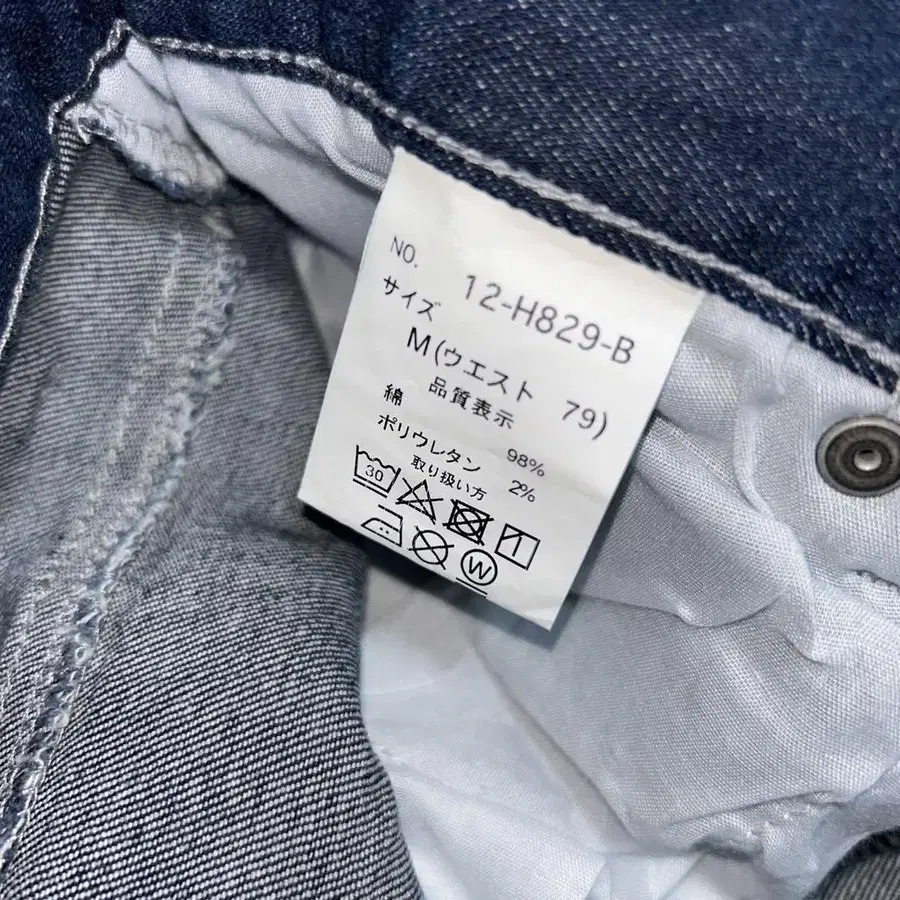 NO. 12-H829-B
サイズ
M(ウエスト 79)
品質表示
綿 98%
ポリウレタン 2%
取り扱い方
30
W